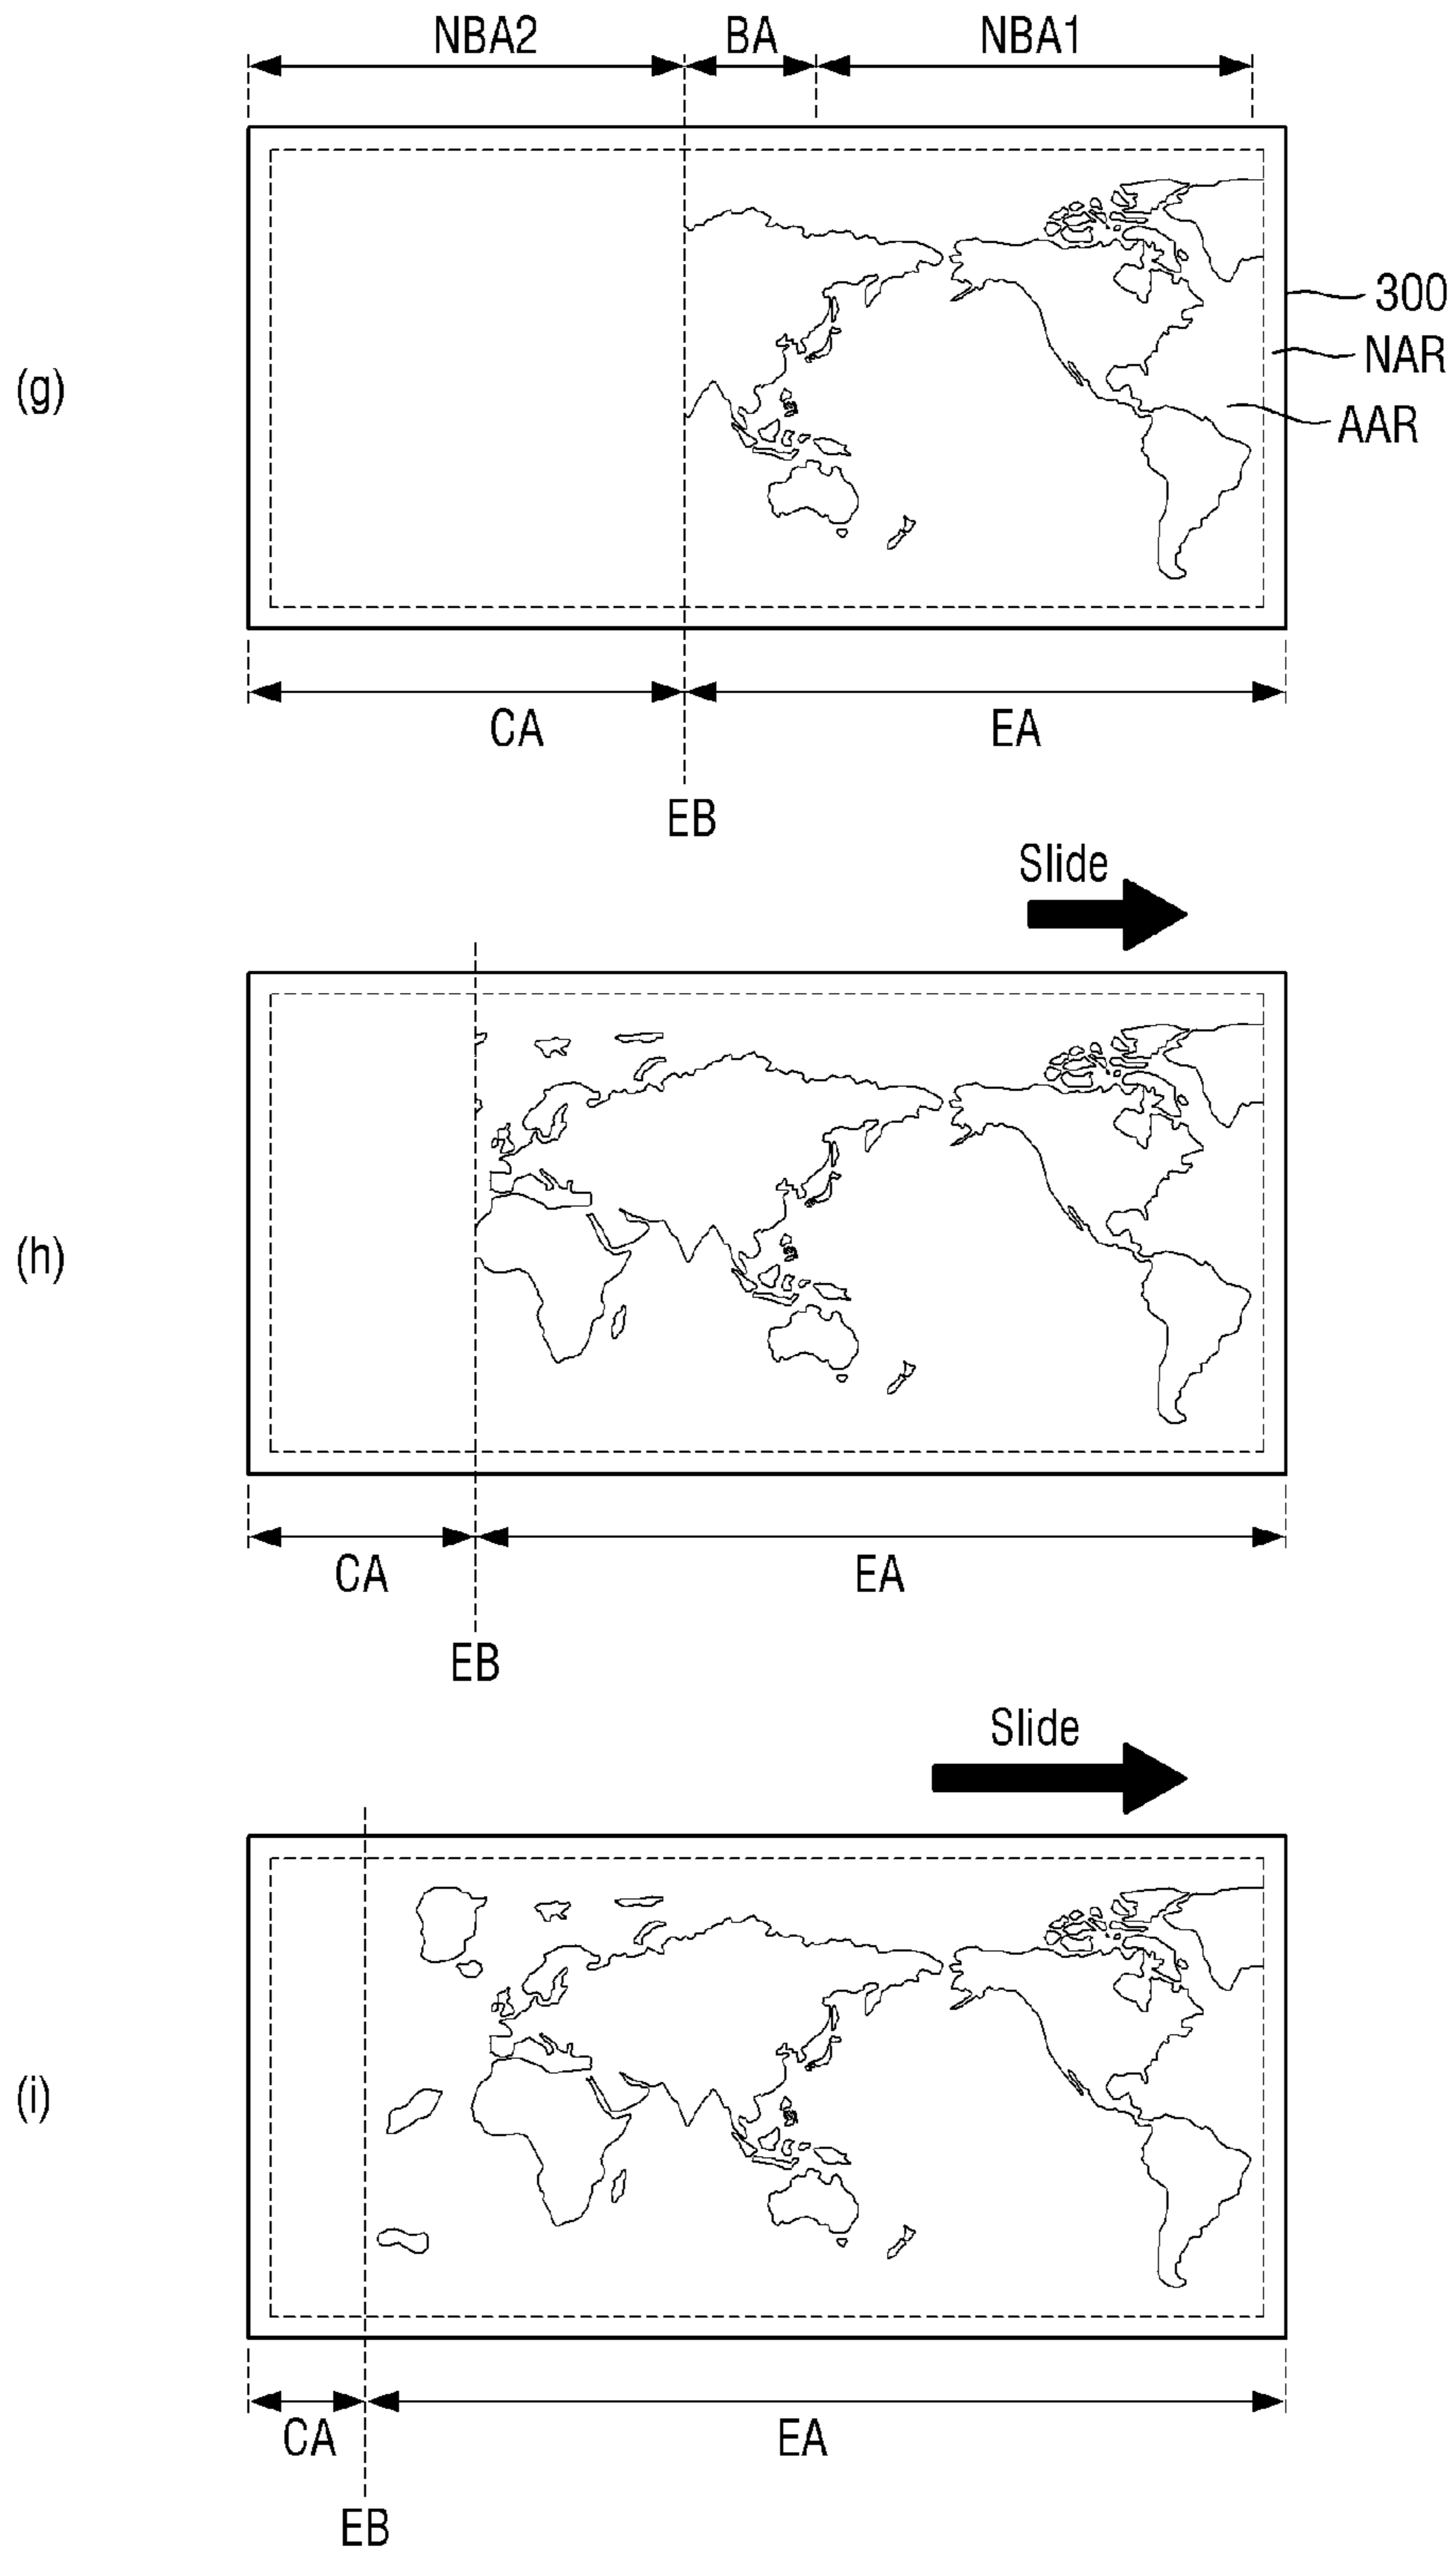 NBA2 BA NBA1
300
NAR
(g)
AAR
CA EA
EB
Slide
(h)
CA EA
EB
Slide
(i)
CA EA
EB